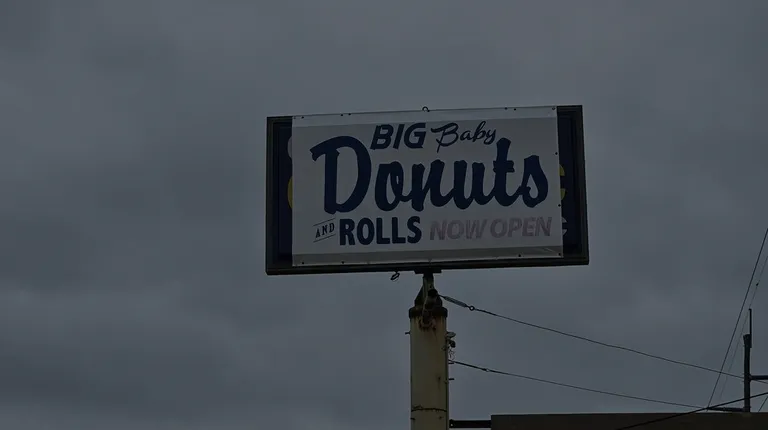 BIG Baby
Donuts
AND ROLLS NOW OPEN